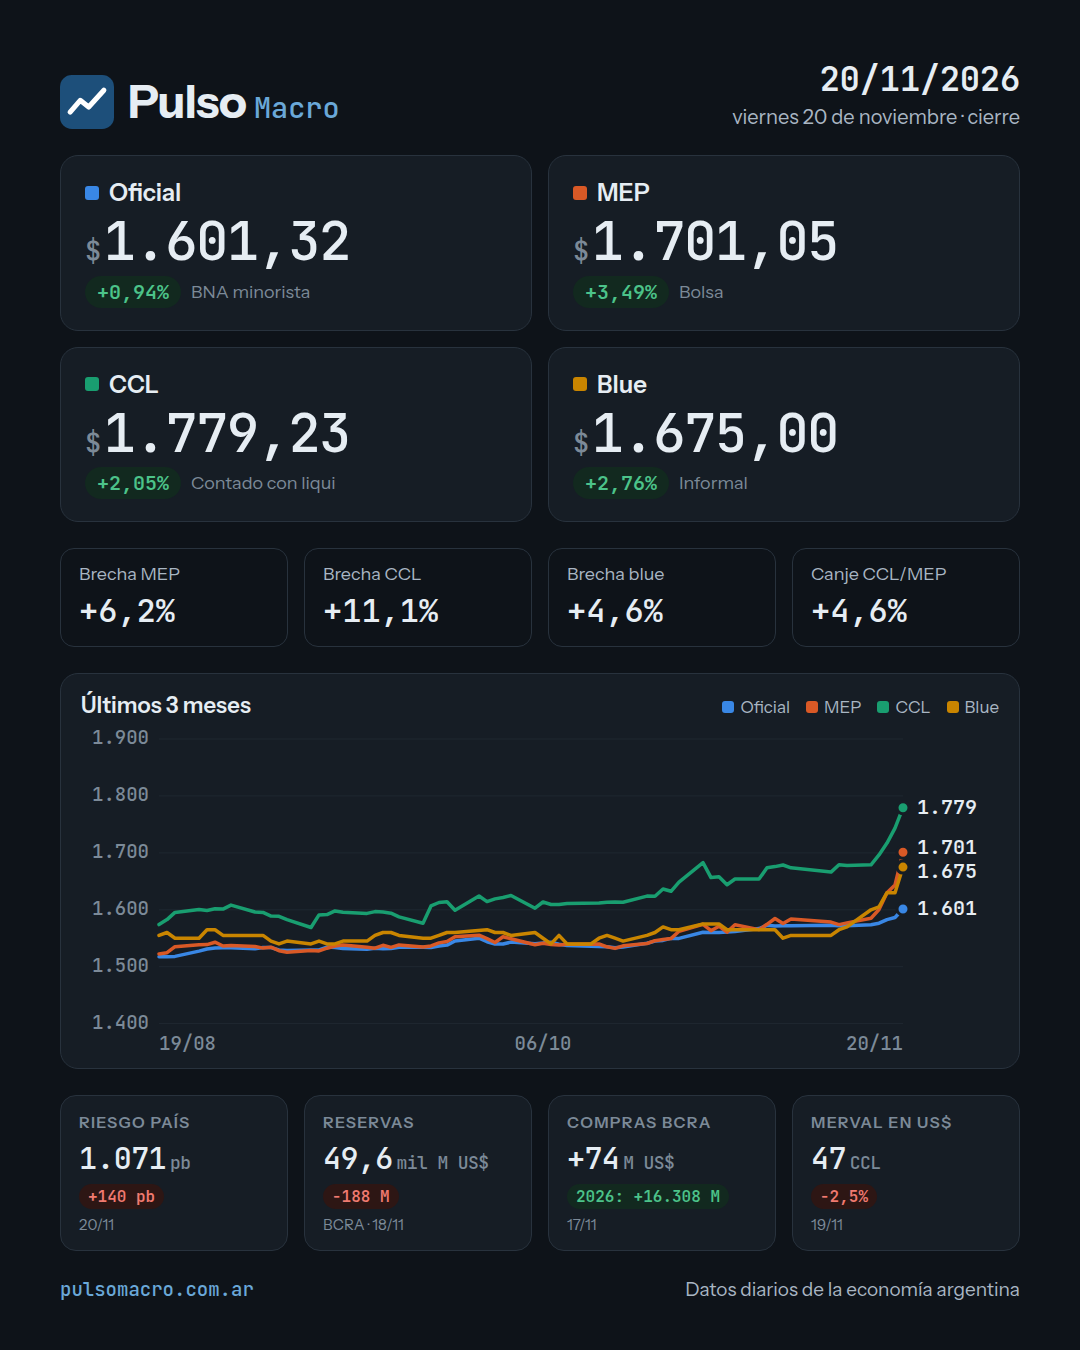 Pulso Macro
20/11/2026
viernes 20 de noviembre · cierre
Oficial
$1.601,32
+0,94% BNA minorista
MEP
$1.701,05
+3,49% Bolsa
CCL
$1.779,23
+2,05% Contado con liqui
Blue
$1.675,00
+2,76% Informal
Brecha MEP
+6,2%
Brecha CCL
+11,1%
Brecha blue
+4,6%
Canje CCL/MEP
+4,6%
Últimos 3 meses
Oficial MEP CCL Blue
1.900
1.800
1.700
1.600
1.500
1.400
1.779
1.701
1.675
1.601
19/08 06/10 20/11
RIESGO PAÍS
1.071 pb
+140 pb
20/11
RESERVAS
49,6 mil M US$
-188 M
BCRA · 18/11
COMPRAS BCRA
+74 M US$
2026: +16.308 M
17/11
MERVAL EN US$
47 CCL
-2,5%
19/11
pulsomacro.com.ar
Datos diarios de la economía argentina